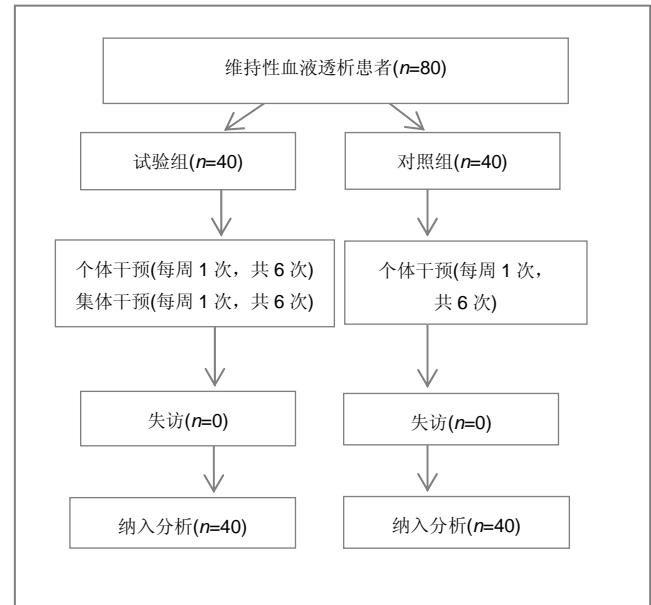 维持性血液透析患者(n=80)
试验组(n=40)
对照组(n=40)
个体干预(每周 1 次，共 6 次)
集体干预(每周 1 次，共 6 次)
个体干预(每周 1 次，
共 6 次)
失访(n=0)
失访(n=0)
纳入分析(n=40)
纳入分析(n=40)